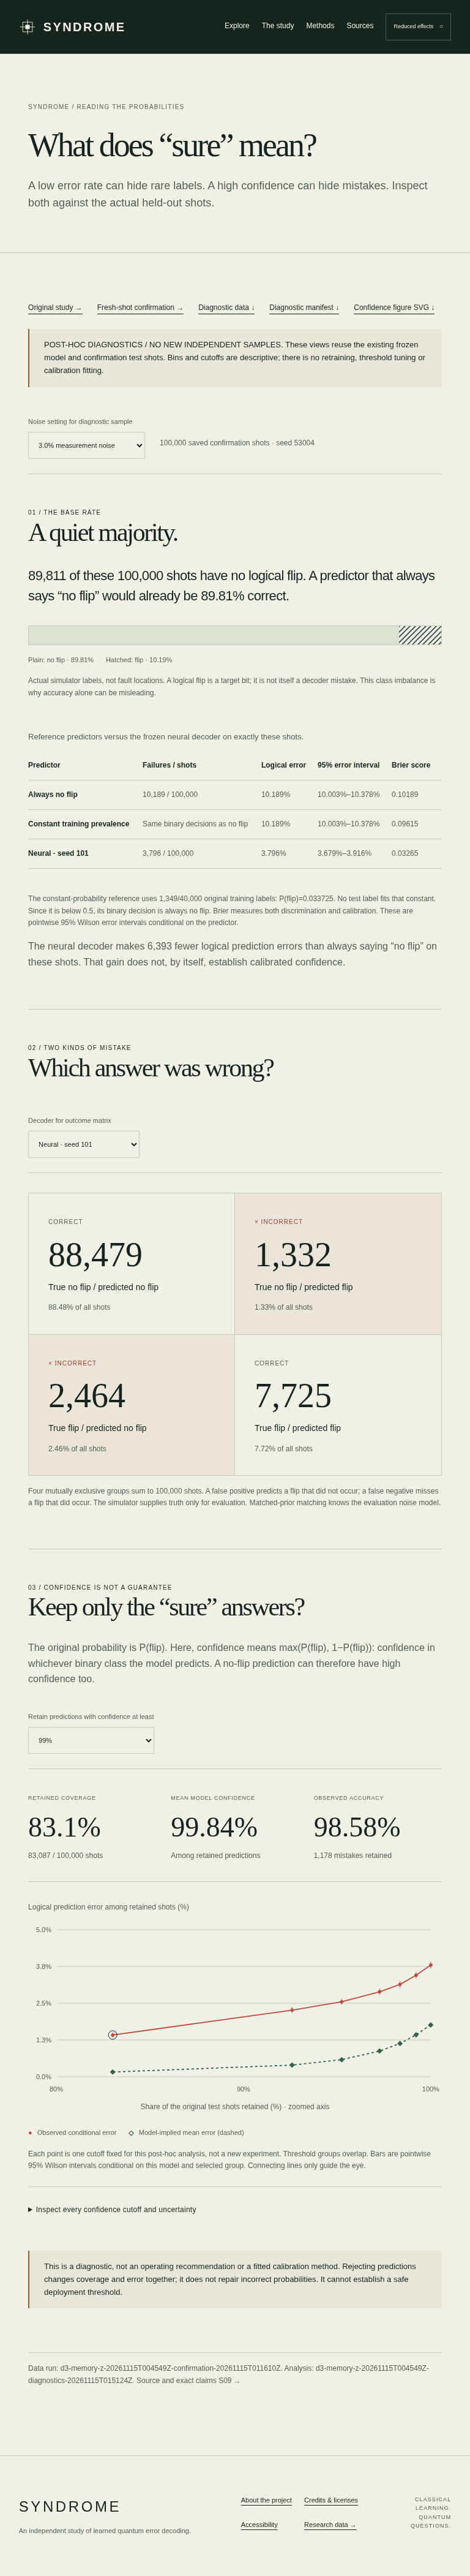 SYNDROME
Explore The study Methods Sources Reduced effects
SYNDROME / READING THE PROBABILITIES
What does “sure” mean?
A low error rate can hide rare labels. A high confidence can hide mistakes. Inspect
both against the actual held-out shots.
Original study → Fresh-shot confirmation → Diagnostic data ↓ Diagnostic manifest ↓ Confidence figure SVG ↓
POST-HOC DIAGNOSTICS / NO NEW INDEPENDENT SAMPLES. These views reuse the existing frozen
model and confirmation test shots. Bins and cutoffs are descriptive; there is no retraining, threshold tuning or
calibration fitting.
Noise setting for diagnostic sample
3.0% measurement noise
100,000 saved confirmation shots · seed 53004
01 / THE BASE RATE
A quiet majority.
89,811 of these 100,000 shots have no logical flip. A predictor that always
says “no flip” would already be 89.81% correct.
Plain: no flip · 89.81% Hatched: flip · 10.19%
Actual simulator labels, not fault locations. A logical flip is a target bit; it is not itself a decoder mistake. This class imbalance is
why accuracy alone can be misleading.
Reference predictors versus the frozen neural decoder on exactly these shots.
Predictor Failures / shots Logical error 95% error interval Brier score
Always no flip 10,189 / 100,000 10.189% 10.003%–10.378% 0.10189
Constant training prevalence Same binary decisions as no flip 10.189% 10.003%–10.378% 0.09615
Neural · seed 101 3,796 / 100,000 3.796% 3.679%–3.916% 0.03265
The constant-probability reference uses 1,349/40,000 original training labels: P(flip)=0.033725. No test label fits that constant.
Since it is below 0.5, its binary decision is always no flip. Brier measures both discrimination and calibration. These are
pointwise 95% Wilson error intervals conditional on the predictor.
The neural decoder makes 6,393 fewer logical prediction errors than always saying “no flip” on
these shots. That gain does not, by itself, establish calibrated confidence.
02 / TWO KINDS OF MISTAKE
Which answer was wrong?
Decoder for outcome matrix
Neural · seed 101
CORRECT
88,479
True no flip / predicted no flip
88.48% of all shots
× INCORRECT
1,332
True no flip / predicted flip
1.33% of all shots
× INCORRECT
2,464
True flip / predicted no flip
2.46% of all shots
CORRECT
7,725
True flip / predicted flip
7.72% of all shots
Four mutually exclusive groups sum to 100,000 shots. A false positive predicts a flip that did not occur; a false negative misses
a flip that did occur. The simulator supplies truth only for evaluation. Matched-prior matching knows the evaluation noise model.
03 / CONFIDENCE IS NOT A GUARANTEE
Keep only the “sure” answers?
The original probability is P(flip). Here, confidence means max(P(flip), 1−P(flip)): confidence in
whichever binary class the model predicts. A no-flip prediction can therefore have high
confidence too.
Retain predictions with confidence at least
99%
RETAINED COVERAGE
83.1%
83,087 / 100,000 shots
MEAN MODEL CONFIDENCE
99.84%
Among retained predictions
OBSERVED ACCURACY
98.58%
1,178 mistakes retained
Logical prediction error among retained shots (%)
5.0%
3.8%
2.5%
1.3%
0.0%
80% 90% 100%
Share of the original test shots retained (%) · zoomed axis
● Observed conditional error ◇ Model-implied mean error (dashed)
Each point is one cutoff fixed for this post-hoc analysis, not a new experiment. Threshold groups overlap. Bars are pointwise
95% Wilson intervals conditional on this model and selected group. Connecting lines only guide the eye.
▶ Inspect every confidence cutoff and uncertainty
This is a diagnostic, not an operating recommendation or a fitted calibration method. Rejecting predictions
changes coverage and error together; it does not repair incorrect probabilities. It cannot establish a safe
deployment threshold.
Data run: d3-memory-z-20261115T004549Z-confirmation-20261115T011610Z. Analysis: d3-memory-z-20261115T004549Z-
diagnostics-20261115T015124Z. Source and exact claims S09 →
SYNDROME
An independent study of learned quantum error decoding.
About the project Credits & licenses
Accessibility Research data →
CLASSICAL
LEARNING.
QUANTUM
QUESTIONS.